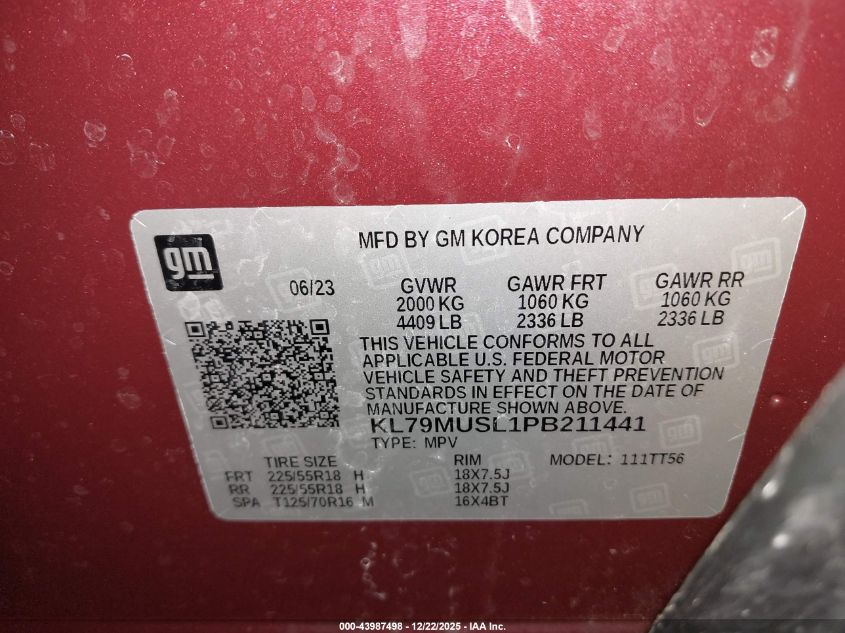 gm
MFD BY GM KOREA COMPANY
06/23 GVWR GAWR FRT GAWR RR
2000 KG 1060 KG 1060 KG
4409 LB 2336 LB 2336 LB
THIS VEHICLE CONFORMS TO ALL
APPLICABLE U.S. FEDERAL MOTOR
VEHICLE SAFETY AND THEFT PREVENTION
STANDARDS IN EFFECT ON THE DATE OF
MANUFACTURE SHOWN ABOVE.
KL79MUSL1PB211441
TYPE: MPV
TIRE SIZE RIM MODEL: 111TT56
FRT 225/55R18 H 18X7.5J
RR 225/55R18 H 18X7.5J
SPA T125/70R16 M 16X4BT
000-43987498 - 12/22/2025 - IAA Inc.